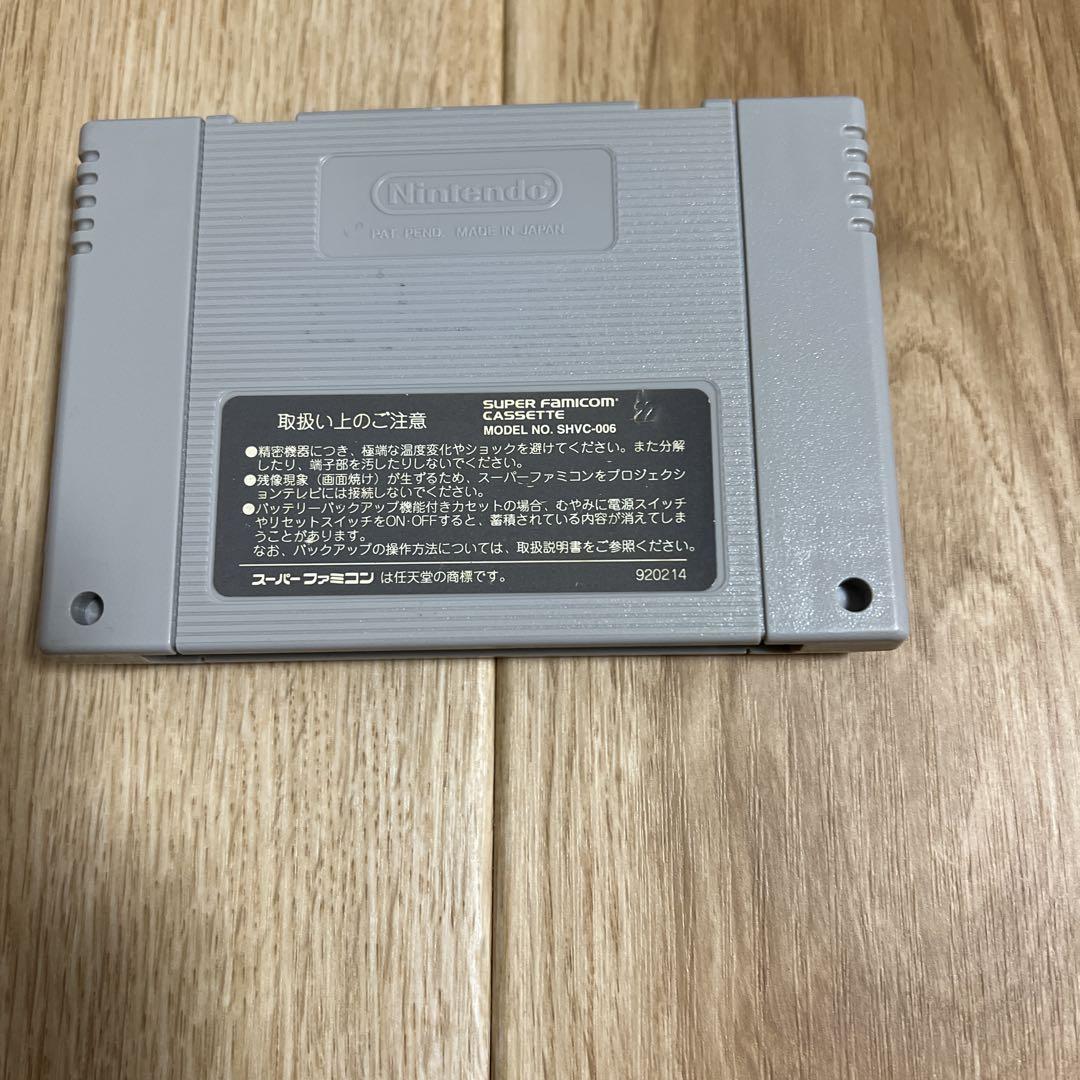 Nintendo®
PAT. PEND. MADE IN JAPAN
取扱い上のご注意
SUPER FAMICOM®
CASSETTE
MODEL NO. SHVC-006
22
●精密機器につき、極端な温度変化やショックを避けてください。また分解
したり、端子部を汚したりしないでください。
●残像現象（画面焼け）が生ずるため、スーパーファミコンをプロジェクシ
ョンテレビには接続しないでください。
●バッテリーバックアップ機能付きカセットの場合、むやみに電源スイッチ
やリセットスイッチをON・OFFすると、蓄積されている内容が消えてしま
うことがあります。
なお、バックアップの操作方法については、取扱説明書をご参照ください。
スーパーファミコン は任天堂の商標です。
920214